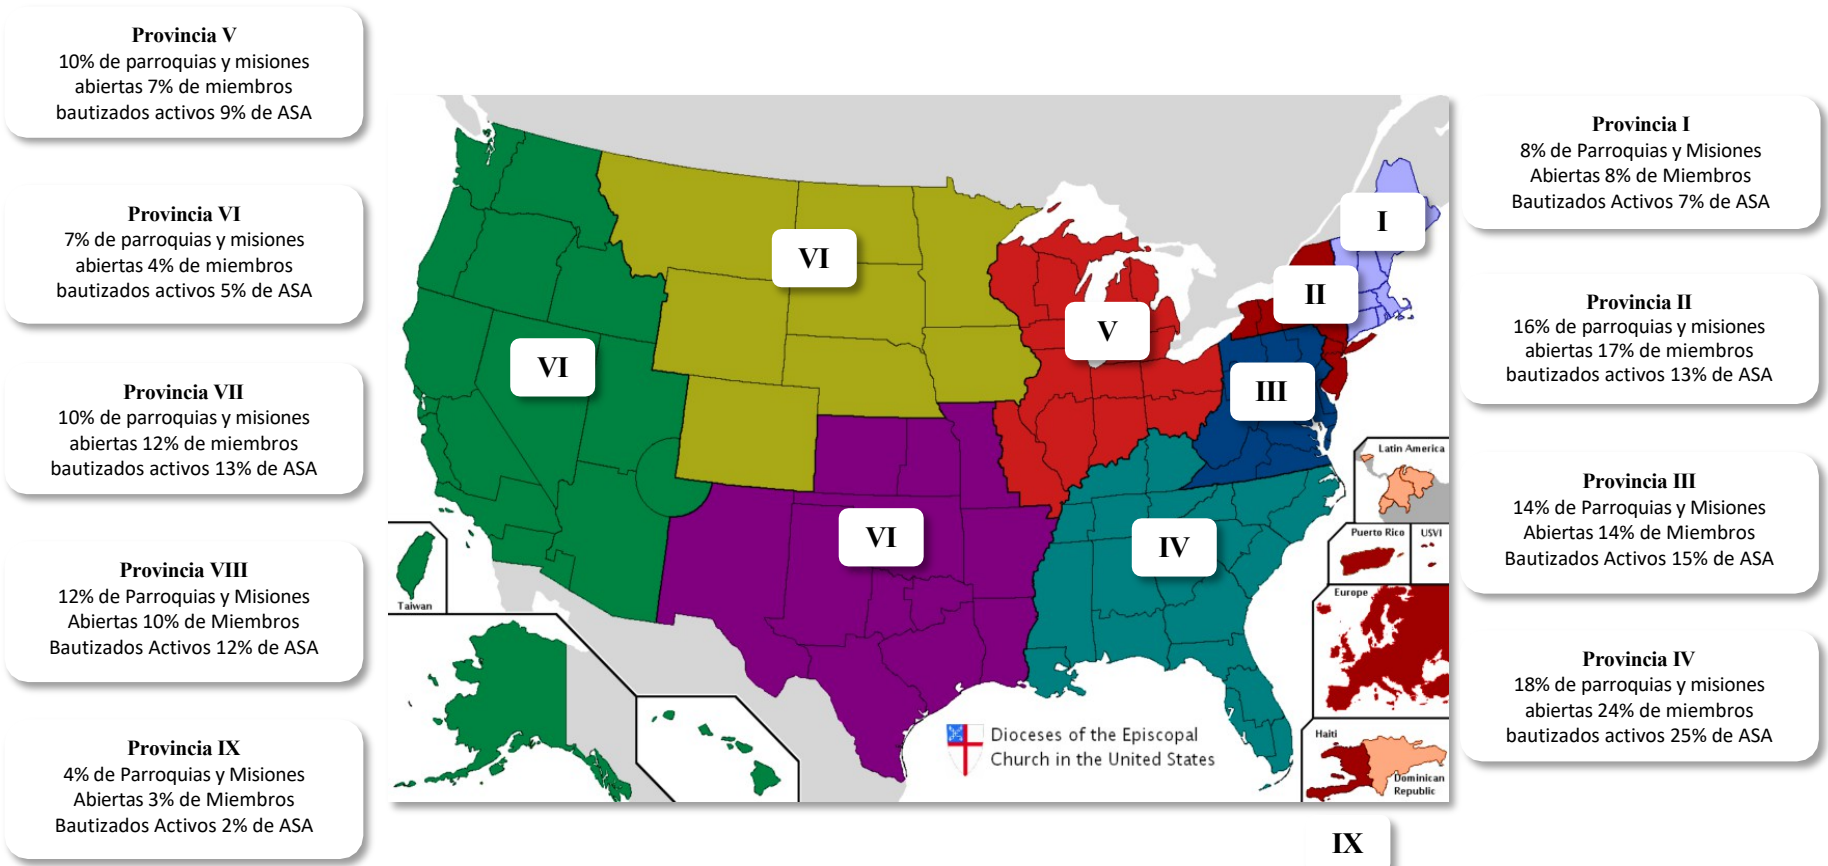 Provincia V
10% de parroquias y misiones
abiertas 7% de miembros
bautizados activos 9% de ASA
Provincia VI
7% de parroquias y misiones
abiertas 4% de miembros
bautizados activos 5% de ASA
Provincia VII
10% de parroquias y misiones
abiertas 12% de miembros
bautizados activos 13% de ASA
Provincia VIII
12% de Parroquias y Misiones
Abiertas 10% de Miembros
Bautizados Activos 12% de ASA
Provincia IX
4% de Parroquias y Misiones
Abiertas 3% de Miembros
Bautizados Activos 2% de ASA
I
VI
II
V
VI
III
VI
IV
Latin America
Puerto Rico
USVI
Europe
Taiwan
7
Haiti
Dominican
Republic
Dioceses of the Episcopal
Church in the United States
IX
Provincia I
8% de Parroquias y Misiones
Abiertas 8% de Miembros
Bautizados Activos 7% de ASA
Provincia II
16% de parroquias y misiones
abiertas 17% de miembros
bautizados activos 13% de ASA
Provincia III
14% de Parroquias y Misiones
Abiertas 14% de Miembros
Bautizados Activos 15% de ASA
Provincia IV
18% de parroquias y misiones
abiertas 24% de miembros
bautizados activos 25% de ASA